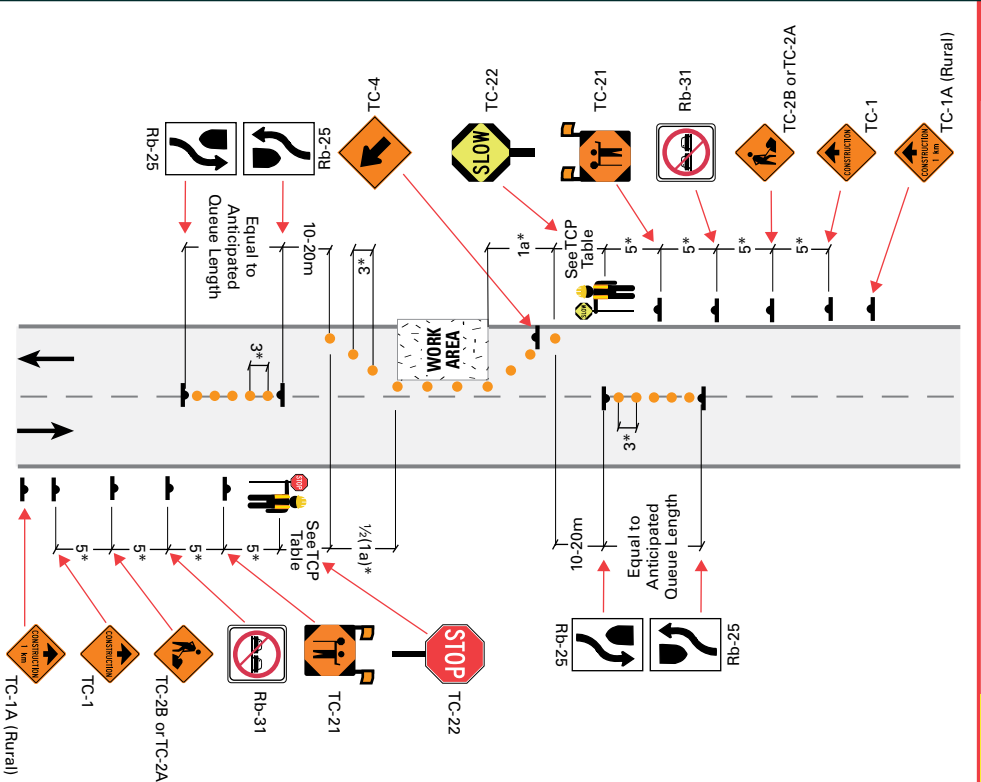 TC-1A (Rural)
TC-1
TC-2B or TC-2A
Rb-31
TC-21
TC-22
TC-4
Rb-25
Rb-25
CONSTRUCTION
1 km
CONSTRUCTION
SLOW
5*
5*
5*
5*
See TCP
Table
1a*
3*
10-20m
Equal to
Anticipated
Queue Length
SLOW
WORK
AREA
3*
3*
STOP
10-20m
Equal to
Anticipated
Queue Length
½(1a)*
See TCP
Table
5*
5*
5*
5*
Rb-25
Rb-25
STOP
CONSTRUCTION
CONSTRUCTION
1 km
TC-22
TC-21
Rb-31
TC-2B or TC-2A
TC-1
TC-1A (Rural)